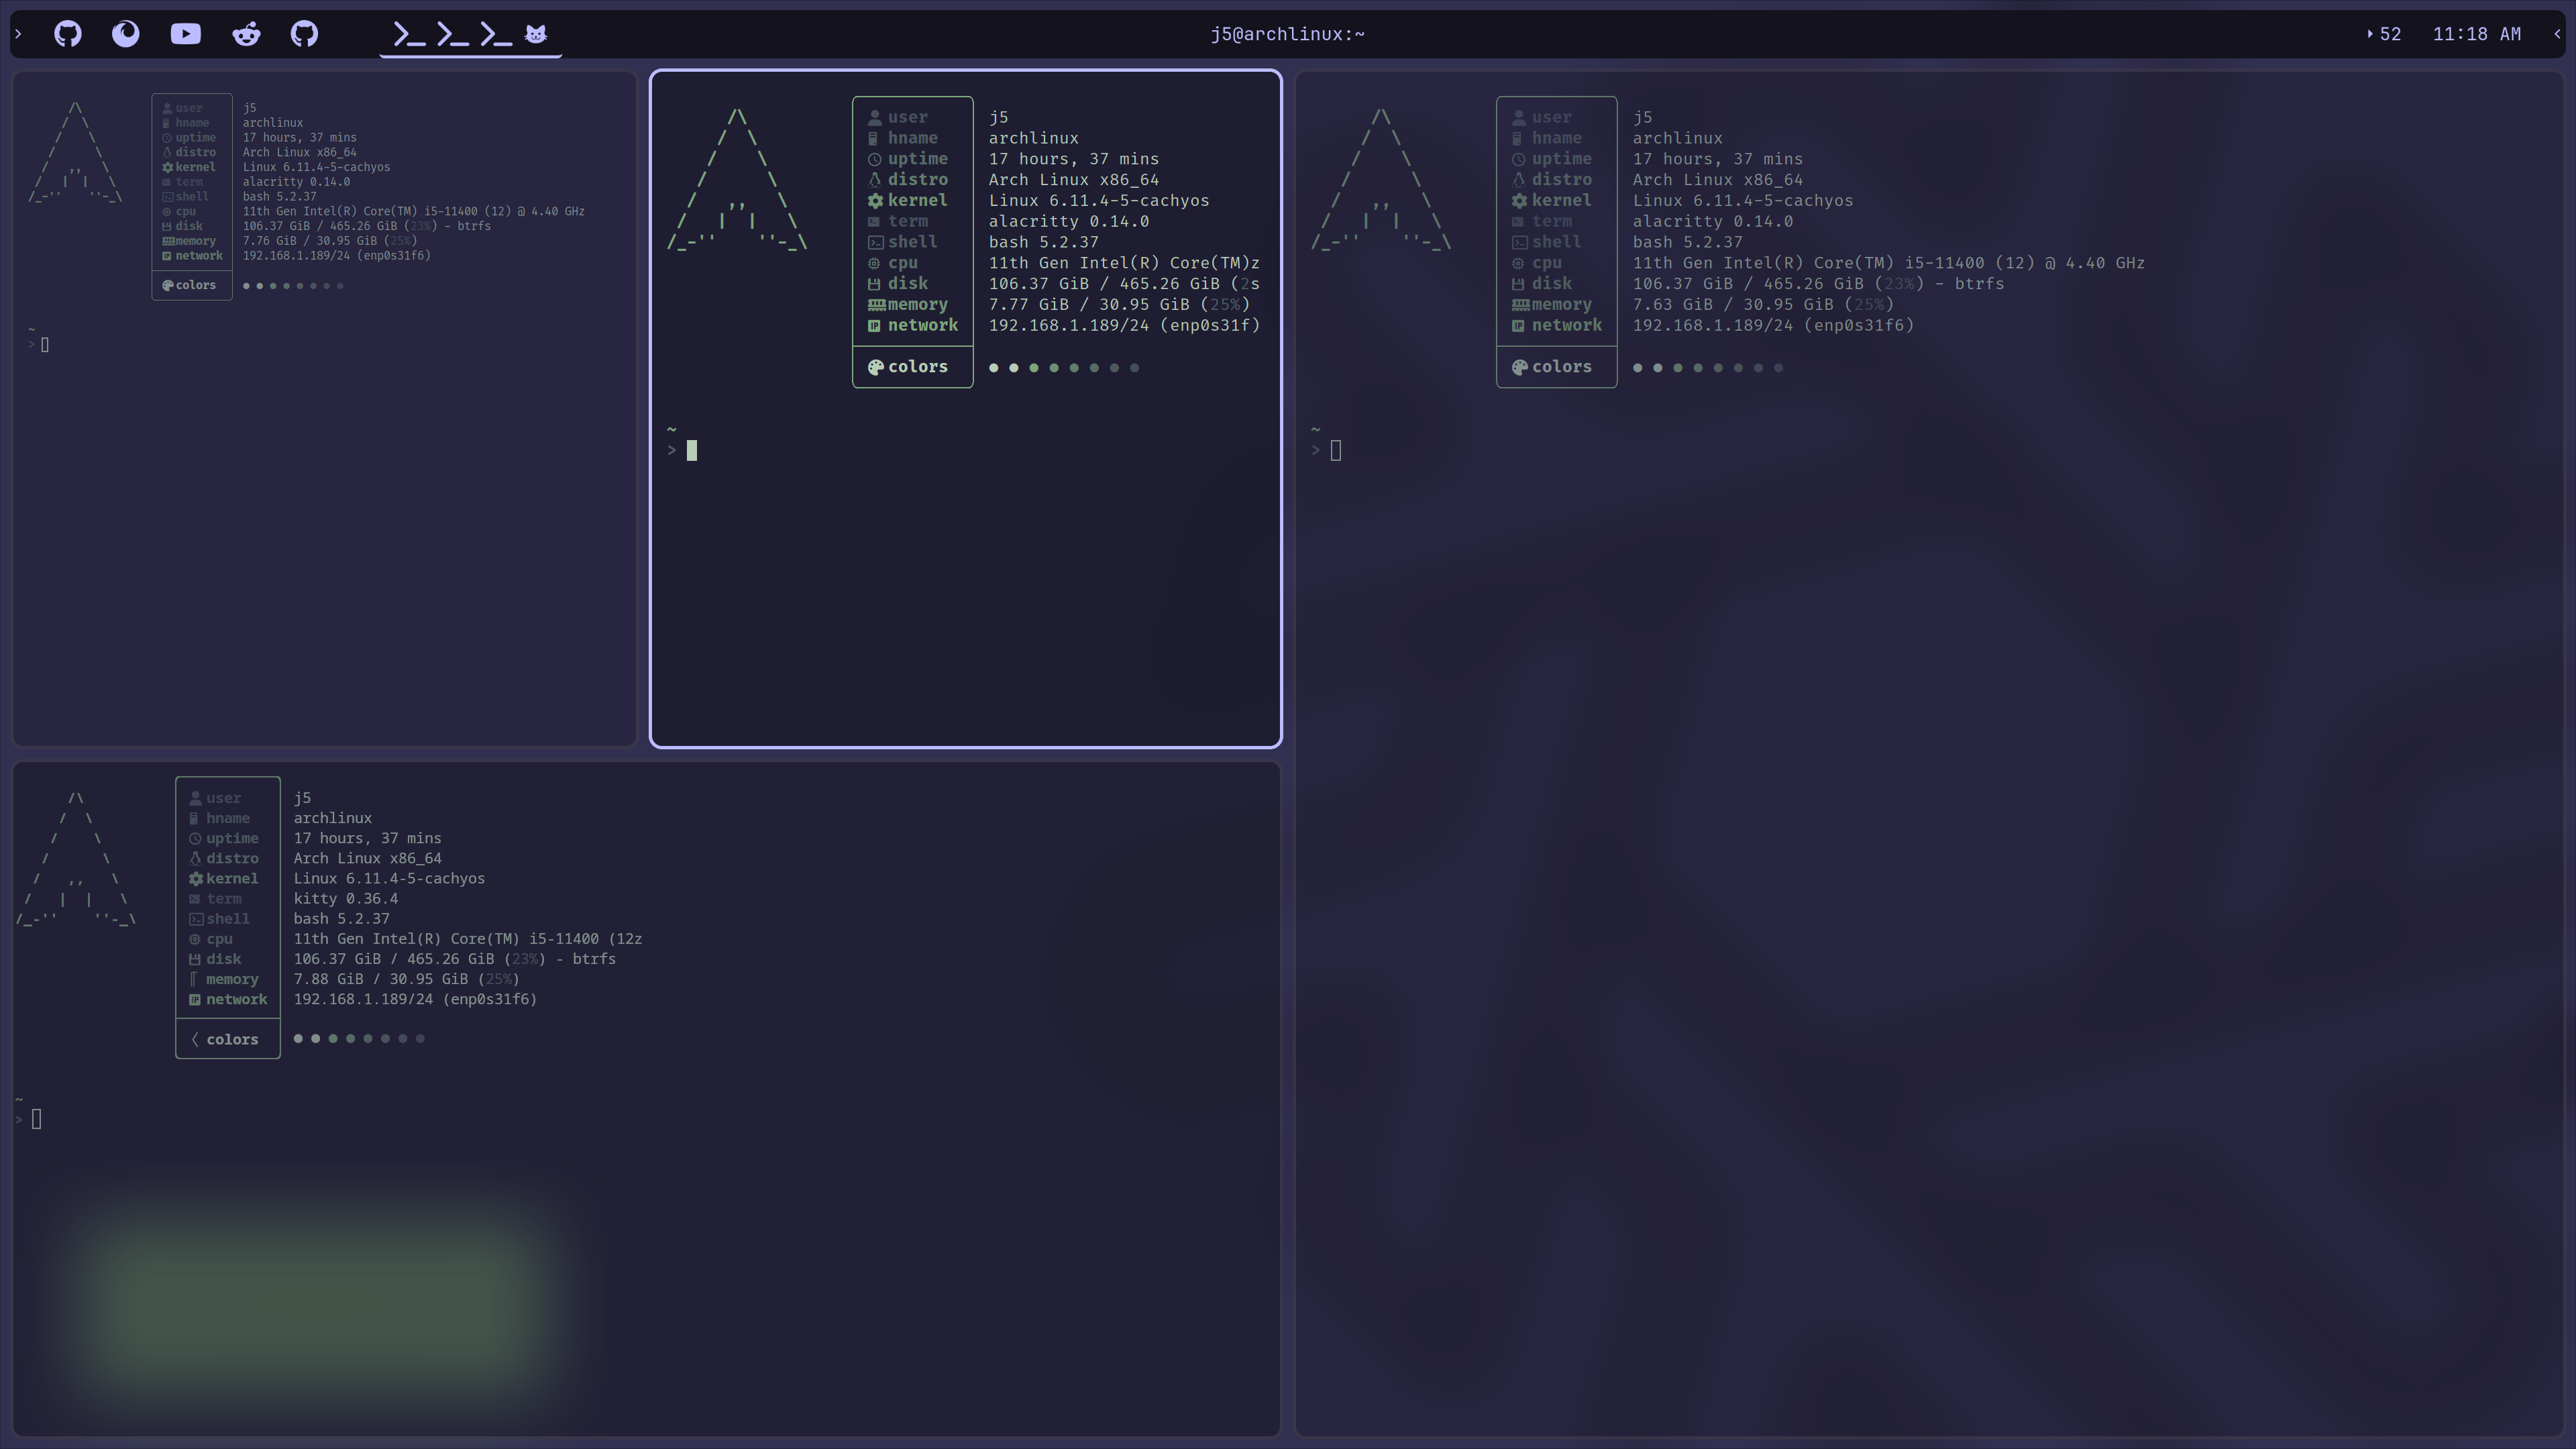 j5@archlinux:~
52
11:18 AM
user j5
hname archlinux
uptime 17 hours, 37 mins
distro Arch Linux x86_64
kernel Linux 6.11.4-5-cachyos
term alacritty 0.14.0
shell bash 5.2.37
cpu 11th Gen Intel(R) Core(TM) i5-11400 (12) @ 4.40 GHz
disk 106.37 GiB / 465.26 GiB (23%) - btrfs
memory 7.76 GiB / 30.95 GiB (25%)
network 192.168.1.189/24 (enp0s31f6)
colors
~
>
user j5
hname archlinux
uptime 17 hours, 37 mins
distro Arch Linux x86_64
kernel Linux 6.11.4-5-cachyos
term alacritty 0.14.0
shell bash 5.2.37
cpu 11th Gen Intel(R) Core(TM)z
disk 106.37 GiB / 465.26 GiB (2s
memory 7.77 GiB / 30.95 GiB (25%)
network 192.168.1.189/24 (enp0s31f)
colors
~
>
user j5
hname archlinux
uptime 17 hours, 37 mins
distro Arch Linux x86_64
kernel Linux 6.11.4-5-cachyos
term alacritty 0.14.0
shell bash 5.2.37
cpu 11th Gen Intel(R) Core(TM) i5-11400 (12) @ 4.40 GHz
disk 106.37 GiB / 465.26 GiB (23%) - btrfs
memory 7.63 GiB / 30.95 GiB (25%)
network 192.168.1.189/24 (enp0s31f6)
colors
~
>
user j5
hname archlinux
uptime 17 hours, 37 mins
distro Arch Linux x86_64
kernel Linux 6.11.4-5-cachyos
term kitty 0.36.4
shell bash 5.2.37
cpu 11th Gen Intel(R) Core(TM) i5-11400 (12z
disk 106.37 GiB / 465.26 GiB (23%) - btrfs
memory 7.88 GiB / 30.95 GiB (25%)
network 192.168.1.189/24 (enp0s31f6)
colors
~
>